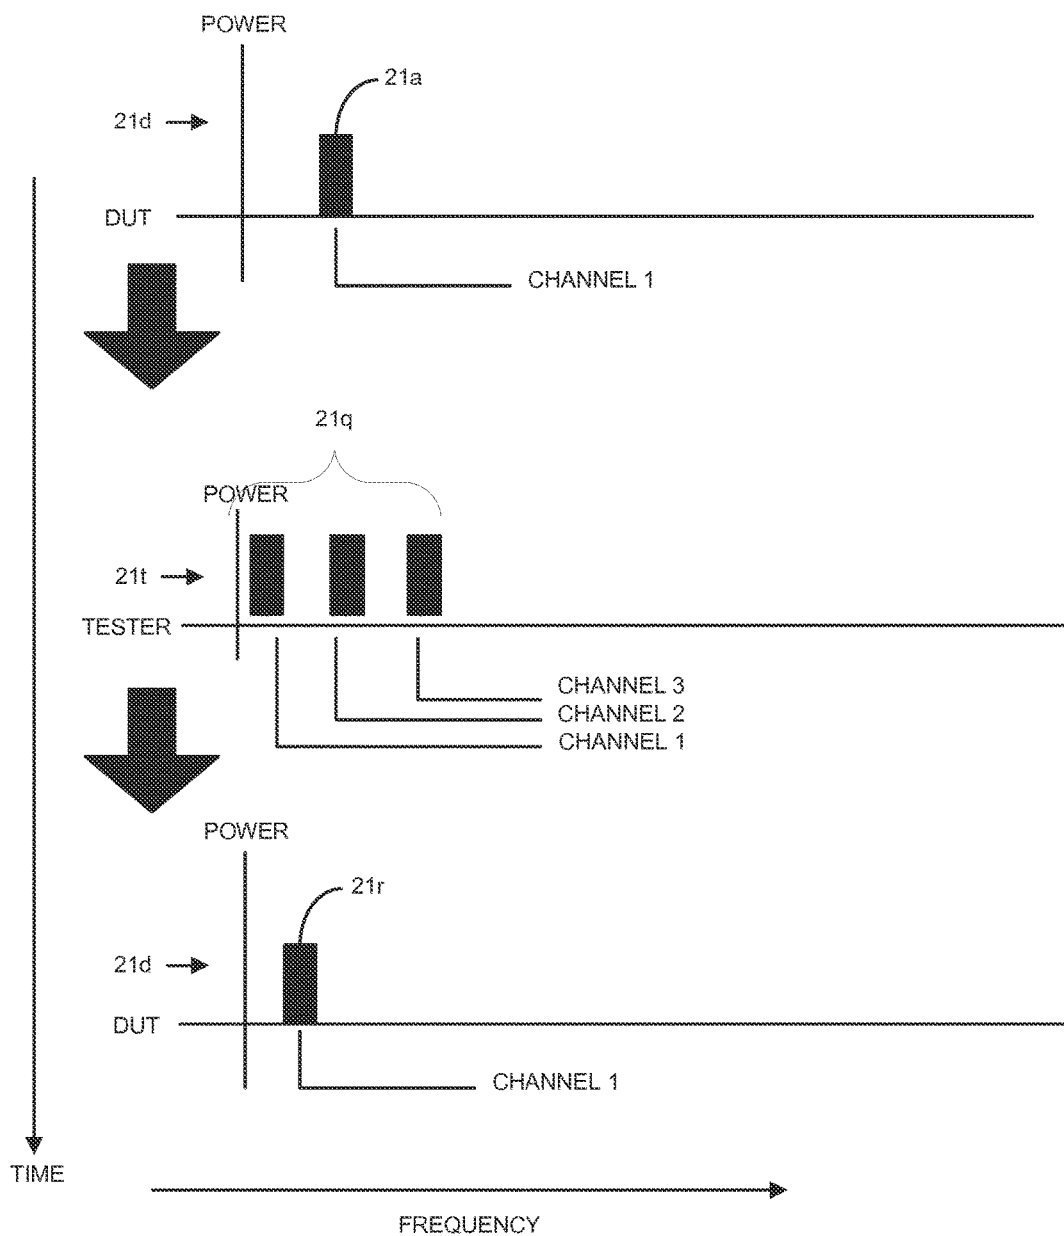 POWER
21a
21d
DUT
CHANNEL 1
21q
POWER
21t
TESTER
CHANNEL 3
CHANNEL 2
CHANNEL 1
POWER
21r
21d
DUT
CHANNEL 1
TIME
FREQUENCY